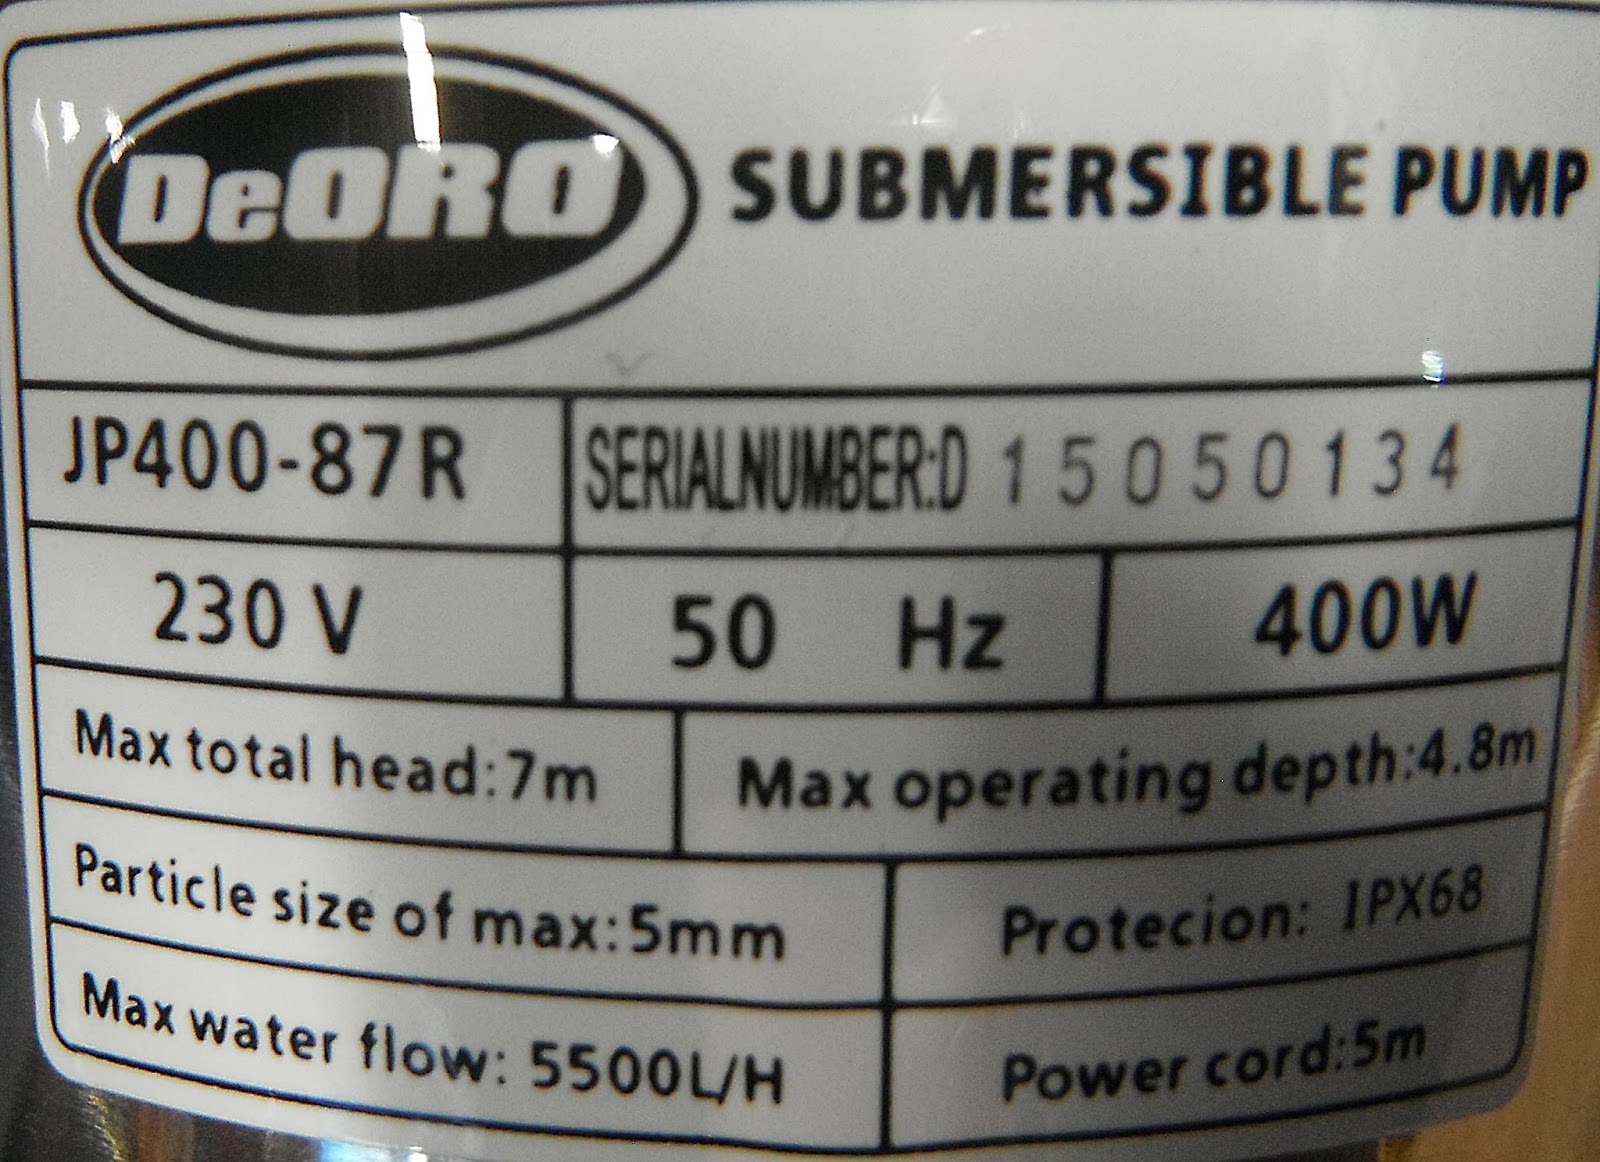 DeORO SUBMERSIBLE PUMP
JP400-87R SERIALNUMBER:D 15050134
230 V 50 Hz 400W
Max total head:7m Max operating depth:4.8m
Particle size of max:5mm Protecion: IPX68
Max water flow: 5500L/H Power cord:5m